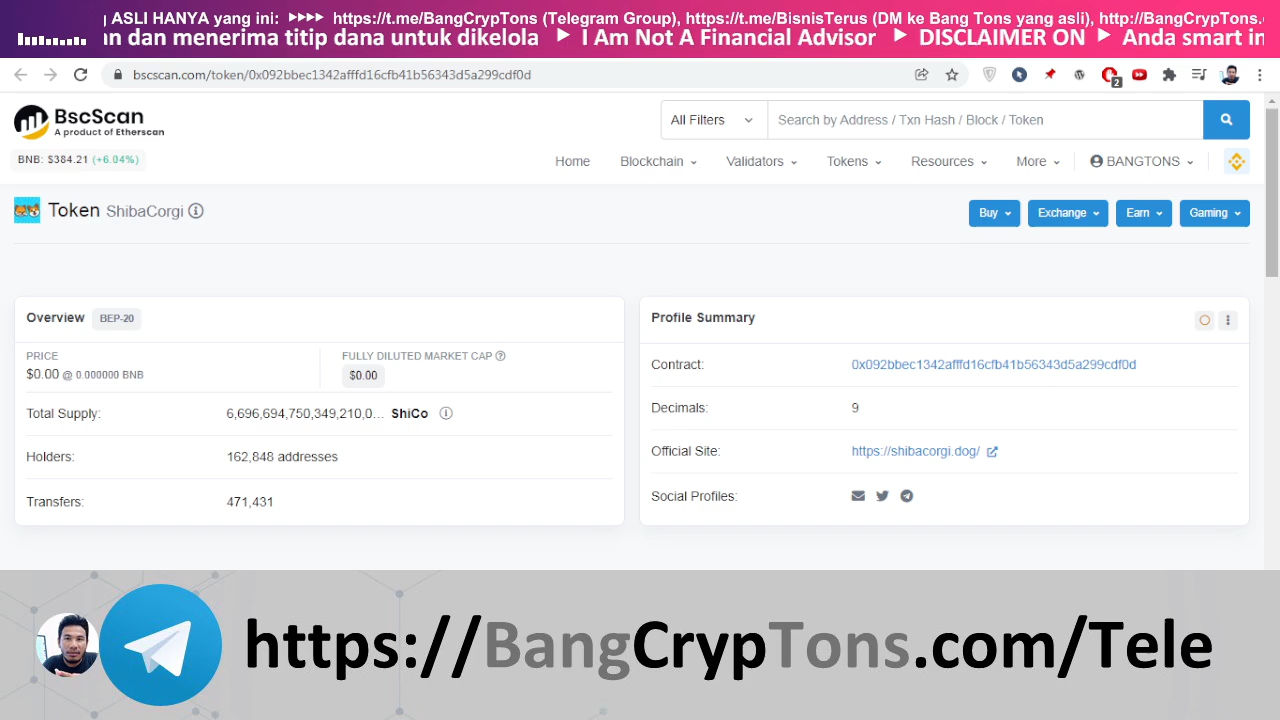 ASLI HANYA yang ini: ►►►► https://t.me/BangCrypTons (Telegram Group), https://t.me/BisnisTerus (DM ke Bang Tons yang asli), http://BangCrypTons.
an dan menerima titip dana untuk dikelola ► I Am Not A Financial Advisor ► DISCLAIMER ON ► Anda smart in
bscscan.com/token/0x092bbec1342afffd16cfb41b56343d5a299cdf0d
2
BscScan
A product of Etherscan
All Filters Search by Address / Txn Hash / Block / Token
BNB: $384.21 (+6.04%)
Home Blockchain Validators Tokens Resources More BANGTONS
Token ShibaCorgi
Buy Exchange Earn Gaming
Overview BEP-20
PRICE FULLY DILUTED MARKET CAP
$0.00 @ 0.000000 BNB $0.00
Total Supply: 6,696,694,750,349,210,0... ShiCo
Holders: 162,848 addresses
Transfers: 471,431
Profile Summary
Contract: 0x092bbec1342afffd16cfb41b56343d5a299cdf0d
Decimals: 9
Official Site: https://shibacorgi.dog/
Social Profiles:
https://BangCrypTons.com/Tele